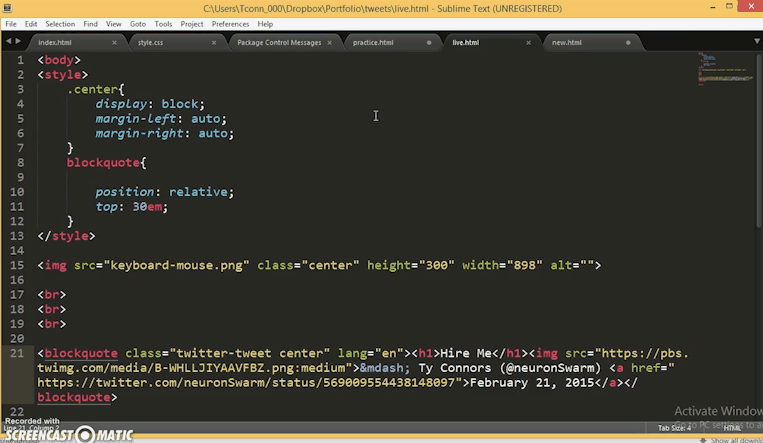 C:\Users\Tconn_000\Dropbox\Portfolio\tweets\live.html - Sublime Text (UNREGISTERED)
File Edit Selection Find View Goto Tools Project Preferences Help
index.html style.css Package Control Messages practice.html live.html new.html
1 <body>
2 <style>
3 .center{
4 display: block;
5 margin-left: auto;
6 margin-right: auto;
7 }
8 blockquote{
9
10 position: relative;
11 top: 30em;
12 }
13 </style>
14
15 <img src="keyboard-mouse.png" class="center" height="300" width="898" alt="">
16
17 <br>
18 <br>
19 <br>
20
21 <blockquote class="twitter-tweet center" lang="en"><h1>Hire Me</h1><img src="https://pbs.
twimg.com/media/B-WHLLJIYAAVFBZ.png:medium">&mdash; Ty Connors (@neuronSwarm) <a href="
https://twitter.com/neuronSwarm/status/569009554438148097">February 21, 2015</a></
blockquote>
22
Activate Window
Go to PC
Recorded with
SCREENCAST MATIC
Line 21, Column 2 Tab Size: 4 HTML
Show all downl